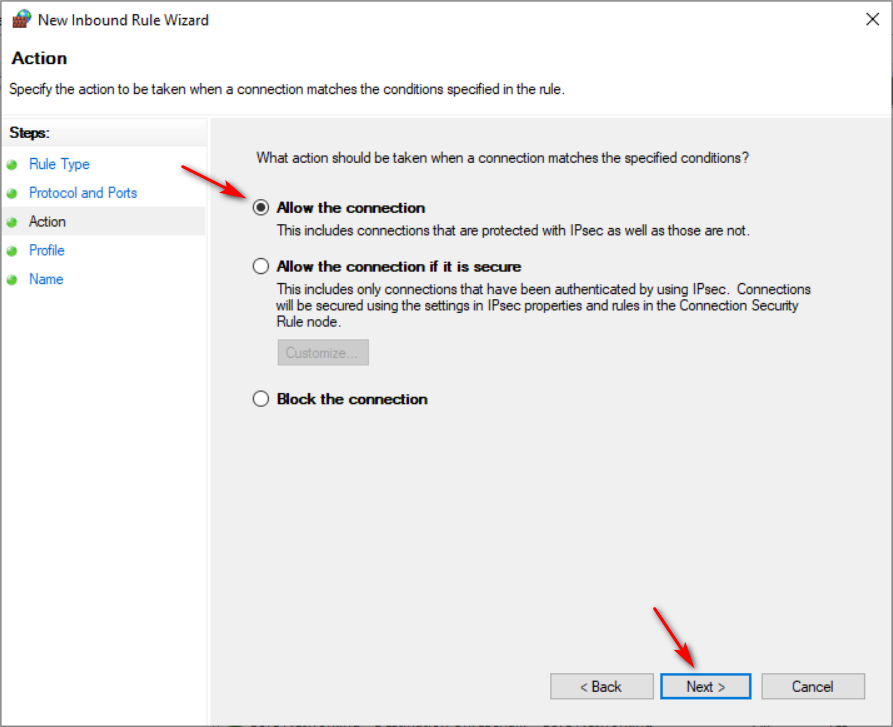 New Inbound Rule Wizard
Action
Specify the action to be taken when a connection matches the conditions specified in the rule.
Steps:
Rule Type
Protocol and Ports
Action
Profile
Name
What action should be taken when a connection matches the specified conditions?
Allow the connection
This includes connections that are protected with IPsec as well as those are not.
Allow the connection if it is secure
This includes only connections that have been authenticated by using IPsec. Connections
will be secured using the settings in IPsec properties and rules in the Connection Security
Rule node.
Customize...
Block the connection
< Back
Next >
Cancel